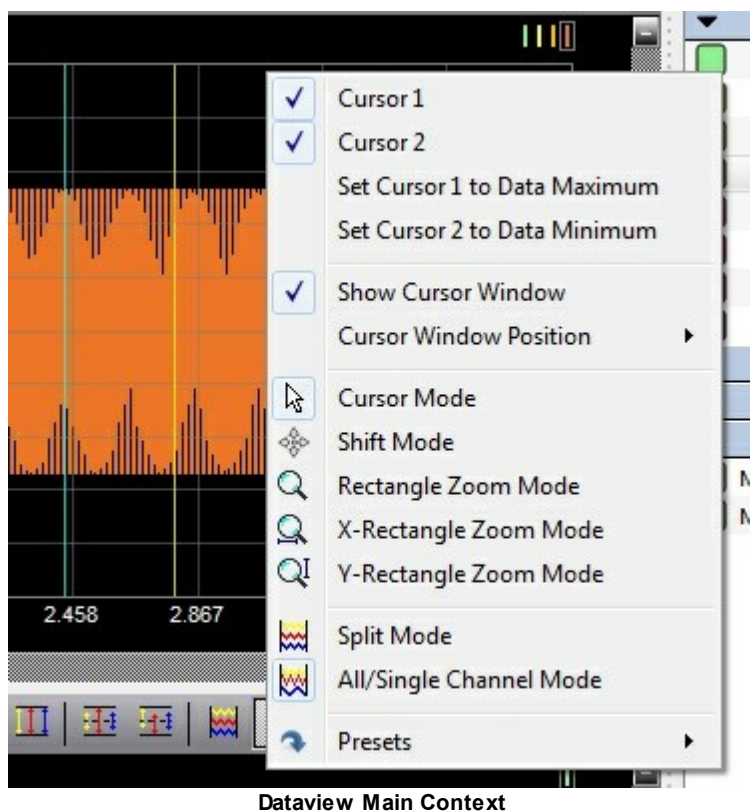 Cursor 1
Cursor 2
Set Cursor 1 to Data Maximum
Set Cursor 2 to Data Minimum
Show Cursor Window
Cursor Window Position
Cursor Mode
Shift Mode
Rectangle Zoom Mode
X-Rectangle Zoom Mode
Y-Rectangle Zoom Mode
2.458 2.867
Split Mode
All/Single Channel Mode
Presets
Dataview Main Context